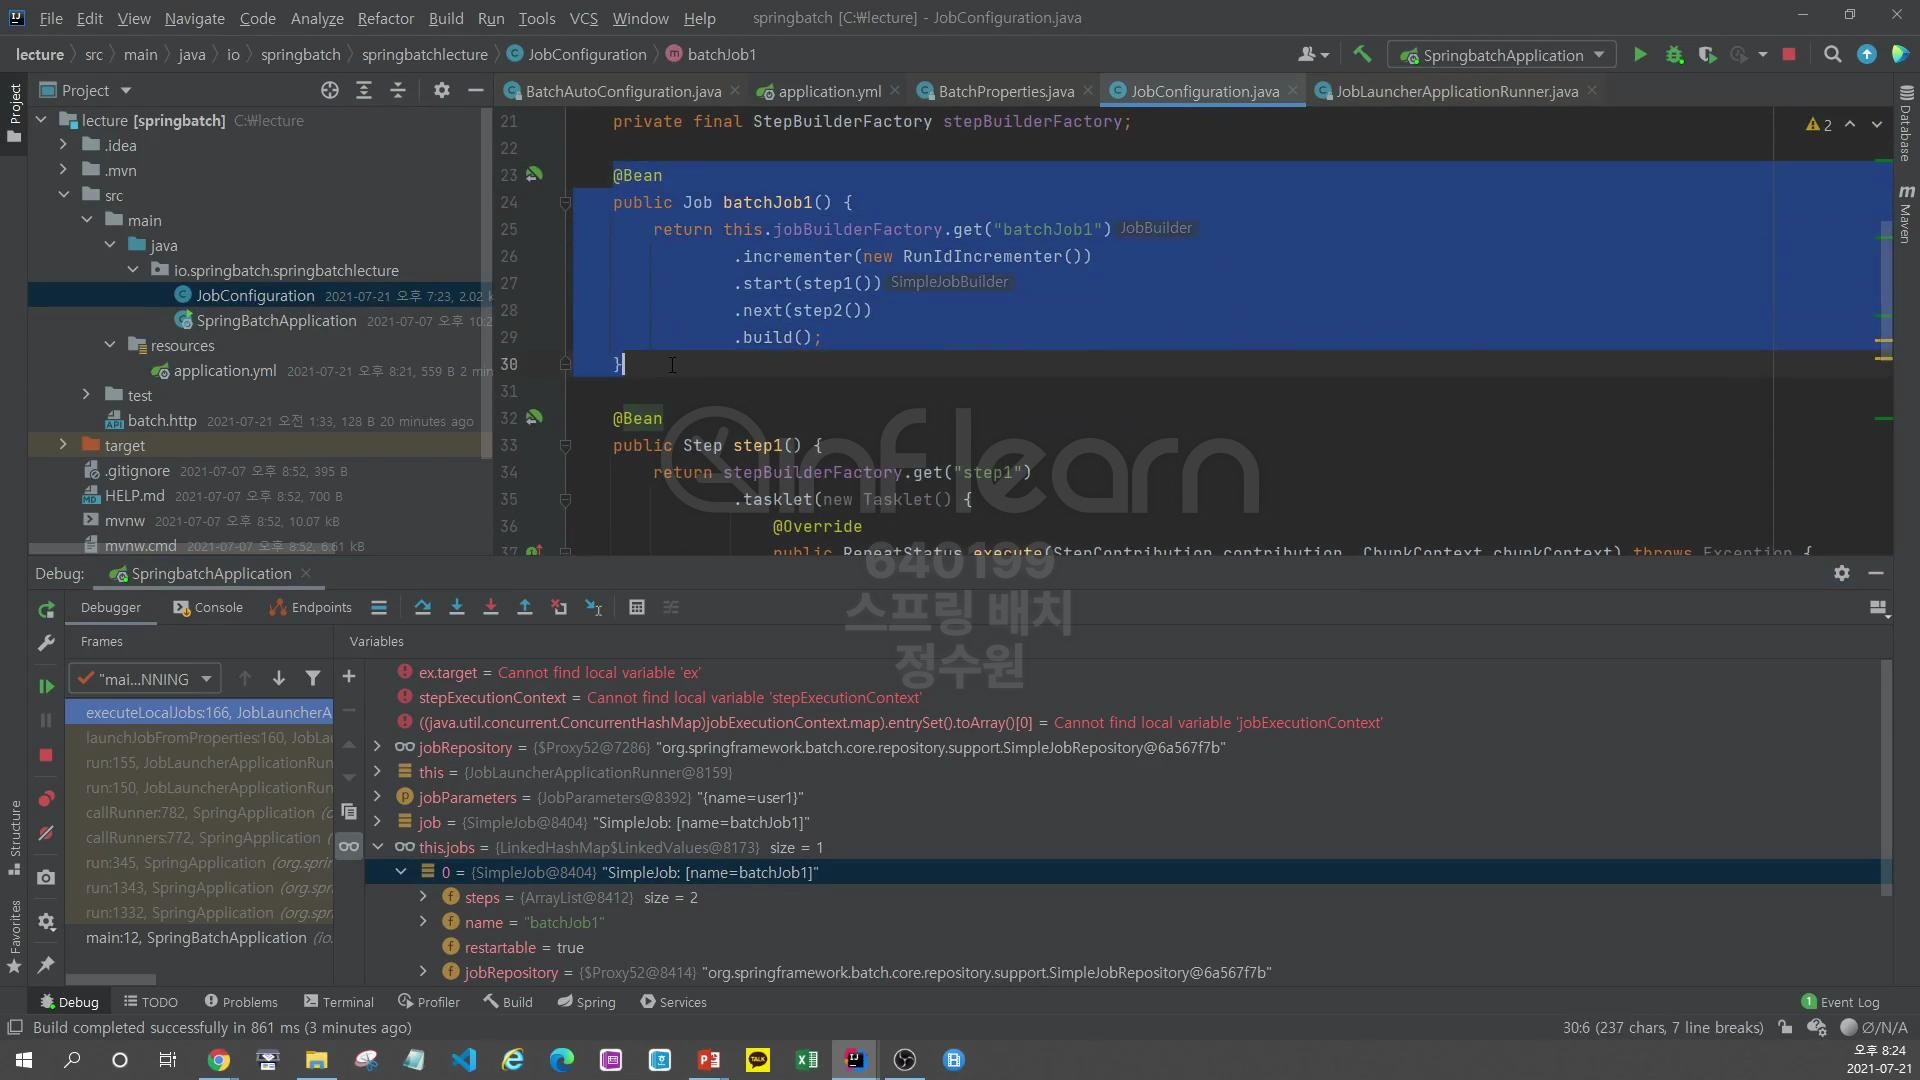 File Edit View Navigate Code Analyze Refactor Build Run Tools VCS Window Help springbatch [C:₩lecture] - JobConfiguration.java
lecture src main java io springbatch springbatchlecture JobConfiguration batchJob1 SpringbatchApplication
Project
Project
BatchAutoConfiguration.java application.yml BatchProperties.java JobConfiguration.java JobLauncherApplicationRunner.java
lecture [springbatch] C:₩lecture
.idea
.mvn
src
main
java
io.springbatch.springbatchlecture
JobConfiguration 2021-07-21 오후 7:23, 2.02 k
SpringBatchApplication 2021-07-07 오후 10:2
resources
application.yml 2021-07-21 오후 8:21, 559 B 2 min
test
batch.http 2021-07-21 오전 1:33, 128 B 20 minutes ago
target
.gitignore 2021-07-07 오후 8:52, 395 B
HELP.md 2021-07-07 오후 8:52, 700 B
mvnw 2021-07-07 오후 8:52, 10.07 kB
mvnw.cmd 2021-07-07 오후 8:52, 6.61 kB
21 private final StepBuilderFactory stepBuilderFactory;
2
22
23 @Bean
24 public Job batchJob1() {
25 return this.jobBuilderFactory.get("batchJob1") JobBuilder
26 .incrementer(new RunIdIncrementer())
27 .start(step1()) SimpleJobBuilder
28 .next(step2())
29 .build();
30 }
31
32 @Bean
33 public Step step1() {
34 return stepBuilderFactory.get("step1")
35 .tasklet(new Tasklet() {
36 @Override
37 public RepeatStatus execute(StepContribution contribution, ChunkContext chunkContext) throws Exception {
Database
Maven
inflearn
640199
스프링 배치
정수원
Debug: SpringbatchApplication
Debugger Console Endpoints
Frames
Variables
"mai...NNING
executeLocalJobs:166, JobLauncherA
launchJobFromProperties:160, JobLau
run:155, JobLauncherApplicationRun
run:150, JobLauncherApplicationRun
callRunner:782, SpringApplication (o
callRunners:772, SpringApplication (
run:345, SpringApplication (org.sprin
run:1343, SpringApplication (org.spr
run:1332, SpringApplication (org.spr
main:12, SpringBatchApplication (io.
ex.target = Cannot find local variable 'ex'
stepExecutionContext = Cannot find local variable 'stepExecutionContext'
((java.util.concurrent.ConcurrentHashMap)jobExecutionContext.map).entrySet().toArray()[0] = Cannot find local variable 'jobExecutionContext'
jobRepository = {$Proxy52@7286} "org.springframework.batch.core.repository.support.SimpleJobRepository@6a567f7b"
this = {JobLauncherApplicationRunner@8159}
jobParameters = {JobParameters@8392} "{name=user1}"
job = {SimpleJob@8404} "SimpleJob: [name=batchJob1]"
this.jobs = {LinkedHashMap$LinkedValues@8173} size = 1
0 = {SimpleJob@8404} "SimpleJob: [name=batchJob1]"
steps = {ArrayList@8412} size = 2
name = "batchJob1"
restartable = true
jobRepository = {$Proxy52@8414} "org.springframework.batch.core.repository.support.SimpleJobRepository@6a567f7b"
Structure
Favorites
Debug TODO Problems Terminal Profiler Build Spring Services 1 Event Log
Build completed successfully in 861 ms (3 minutes ago) 30:6 (237 chars, 7 line breaks) Ø/N/A
오후 8:24
2021-07-21